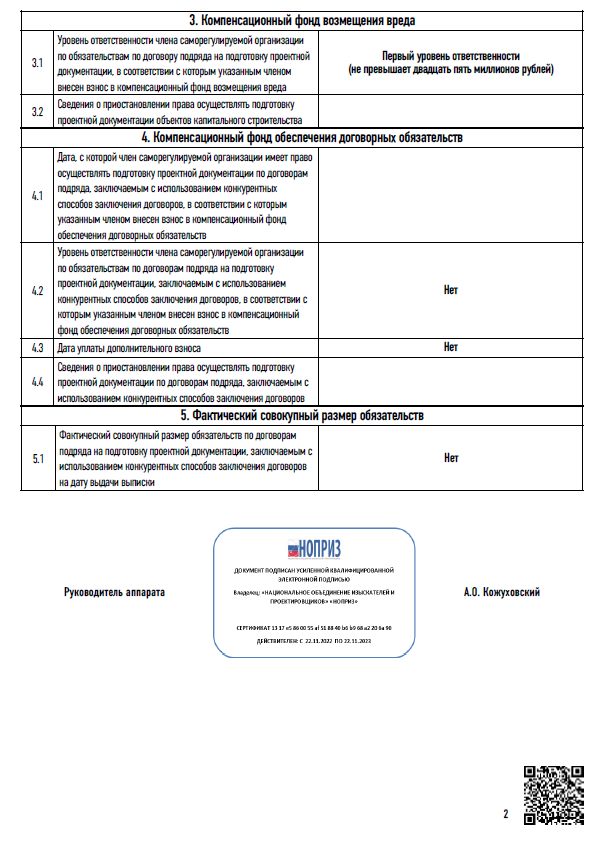 3. Компенсационный фонд возмещения вреда
3.1
Уровень ответственности члена саморегулируемой организации
по обязательствам по договору подряда на подготовку проектной
документации, в соответствии с которым указанным членом
внесен взнос в компенсационный фонд возмещения вреда
Первый уровень ответственности
(не превышает двадцать пять миллионов рублей)
3.2
Сведения о приостановлении права осуществлять подготовку
проектной документации объектов капитального строительства
4. Компенсационный фонд обеспечения договорных обязательств
4.1
Дата, с которой член саморегулируемой организации имеет право
осуществлять подготовку проектной документации по договорам
подряда, заключаемым с использованием конкурентных
способов заключения договоров, в соответствии с которым
указанным членом внесен взнос в компенсационный фонд
обеспечения договорных обязательств
4.2
Уровень ответственности члена саморегулируемой организации
по обязательствам по договорам подряда на подготовку
проектной документации, заключаемым с использованием
конкурентных способов заключения договоров, в соответствии с
которым указанным членом внесен взнос в компенсационный
фонд обеспечения договорных обязательств
Нет
4.3
Дата уплаты дополнительного взноса
Нет
4.4
Сведения о приостановлении права осуществлять подготовку
проектной документации по договорам подряда, заключаемым с
использованием конкурентных способов заключения договоров
5. Фактический совокупный размер обязательств
5.1
Фактический совокупный размер обязательств по договорам
подряда на подготовку проектной документации, заключаемым с
использованием конкурентных способов заключения договоров
на дату выдачи выписки
Нет
Руководитель аппарата
НОПРИЗ
ДОКУМЕНТ ПОДПИСАН УСИЛЕННОЙ КВАЛИФИЦИРОВАННОЙ
ЭЛЕКТРОННОЙ ПОДПИСЬЮ
Владелец: «НАЦИОНАЛЬНОЕ ОБЪЕДИНЕНИЕ ИЗЫСКАТЕЛЕЙ И
ПРОЕКТИРОВЩИКОВ» «НОПРИЗ»
СЕРТИФИКАТ 13 17 e5 86 00 55 af 51 88 40 b6 b9 68 a2 20 6a 90
ДЕЙСТВИТЕЛЕН: С 22.11.2022 ПО 22.11.2023
А.О. Кожуховский
2